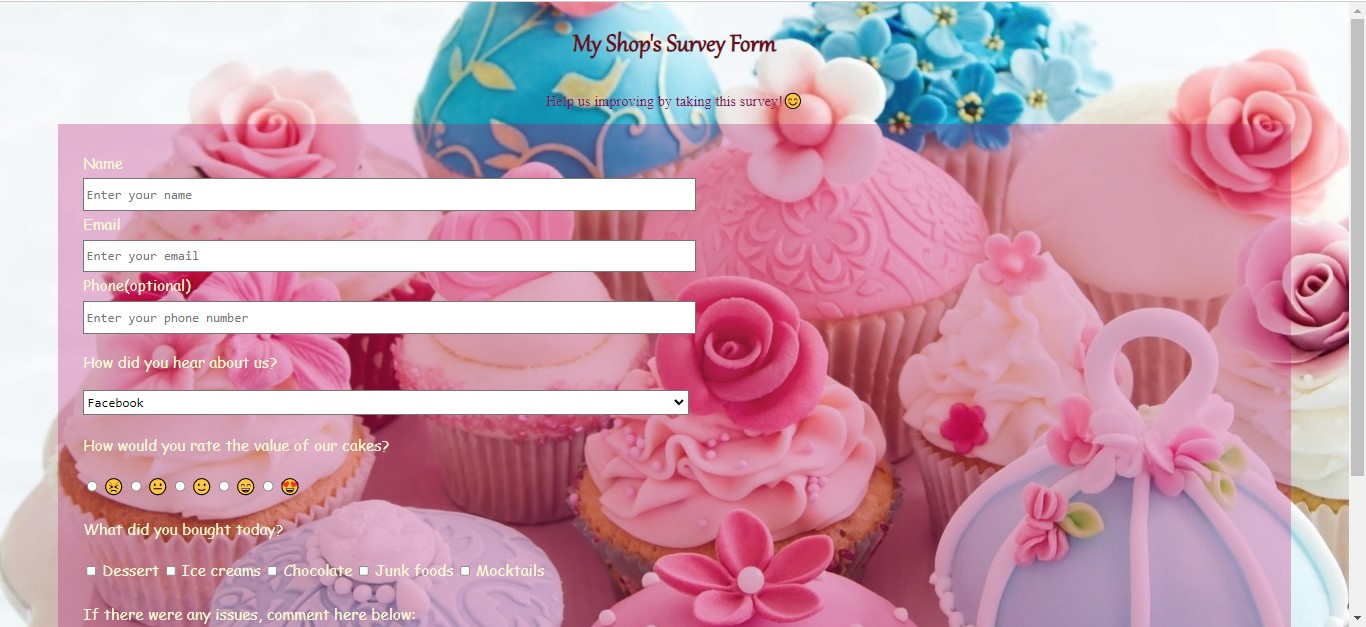 My Shop's Survey Form
Help us improving by taking this survey!😊
Name
Enter your name
Email
Enter your email
Phone(optional)
Enter your phone number
How did you hear about us?
Facebook
How would you rate the value of our cakes?
😣 😐 🙂 😄 😍
What did you bought today?
Dessert Ice creams Chocolate Junk foods Mocktails
If there were any issues, comment here below: